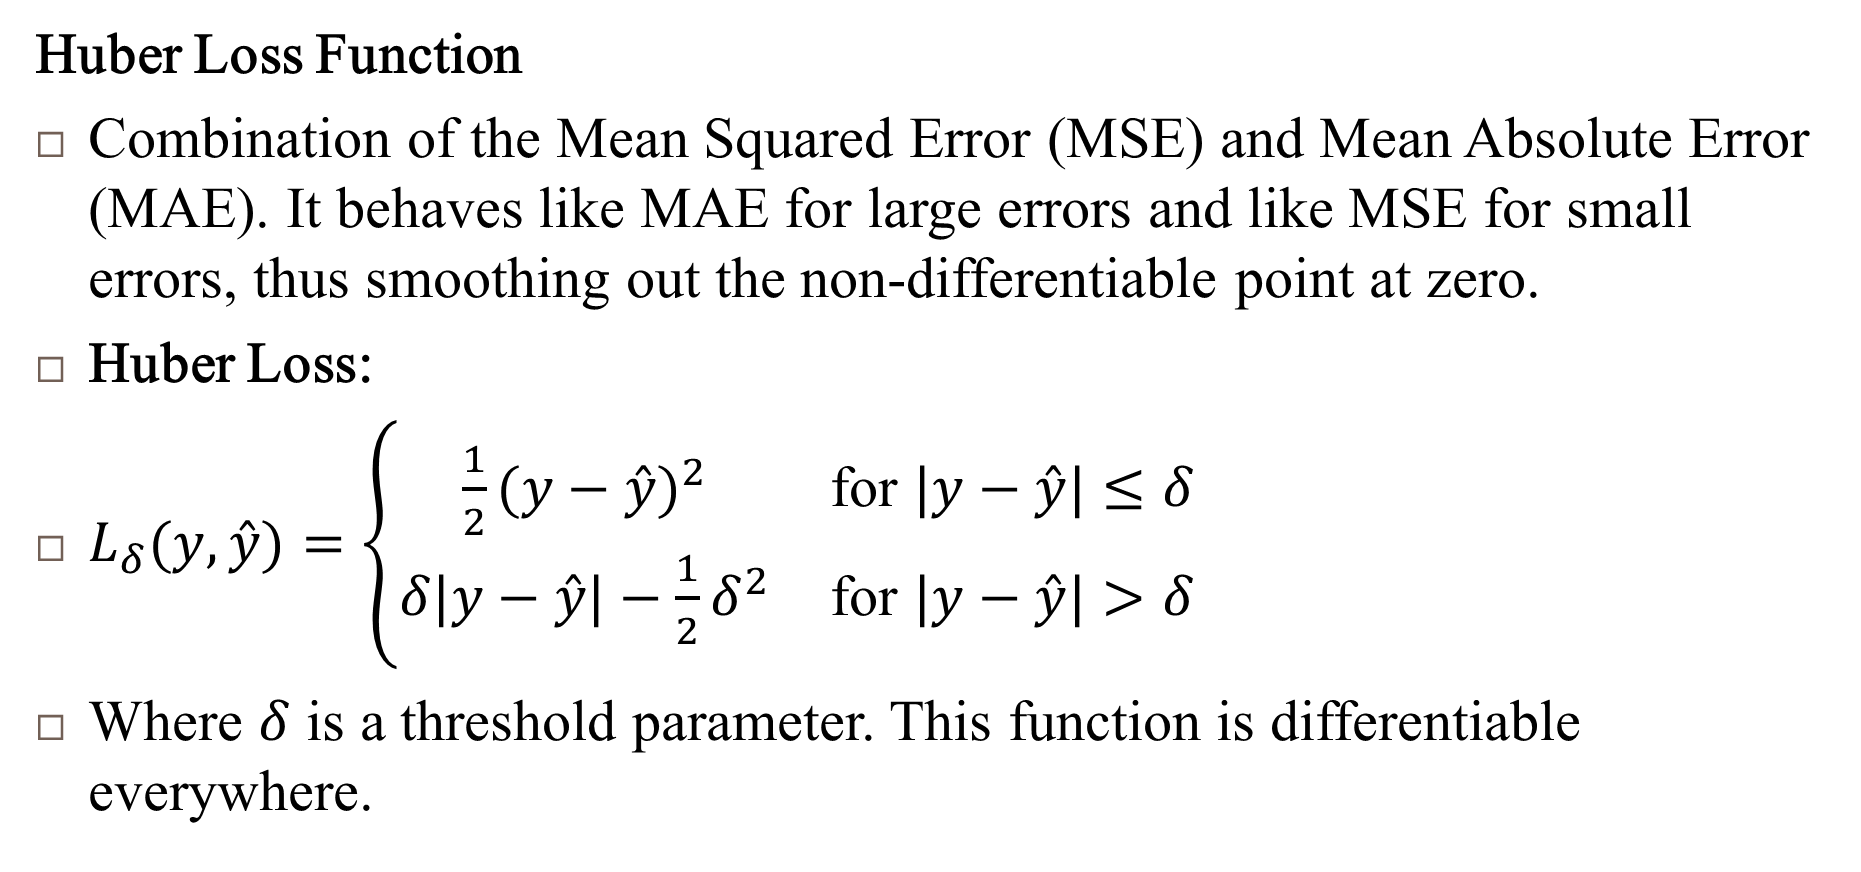 Huber Loss Function
□ Combination of the Mean Squared Error (MSE) and Mean Absolute Error
(MAE). It behaves like MAE for large errors and like MSE for small
errors, thus smoothing out the non-differentiable point at zero.
□ Huber Loss:
□ L_δ(y, ŷ) = { ½(y − ŷ)² for |y − ŷ| ≤ δ
δ|y − ŷ| − ½δ² for |y − ŷ| > δ
□ Where δ is a threshold parameter. This function is differentiable
everywhere.